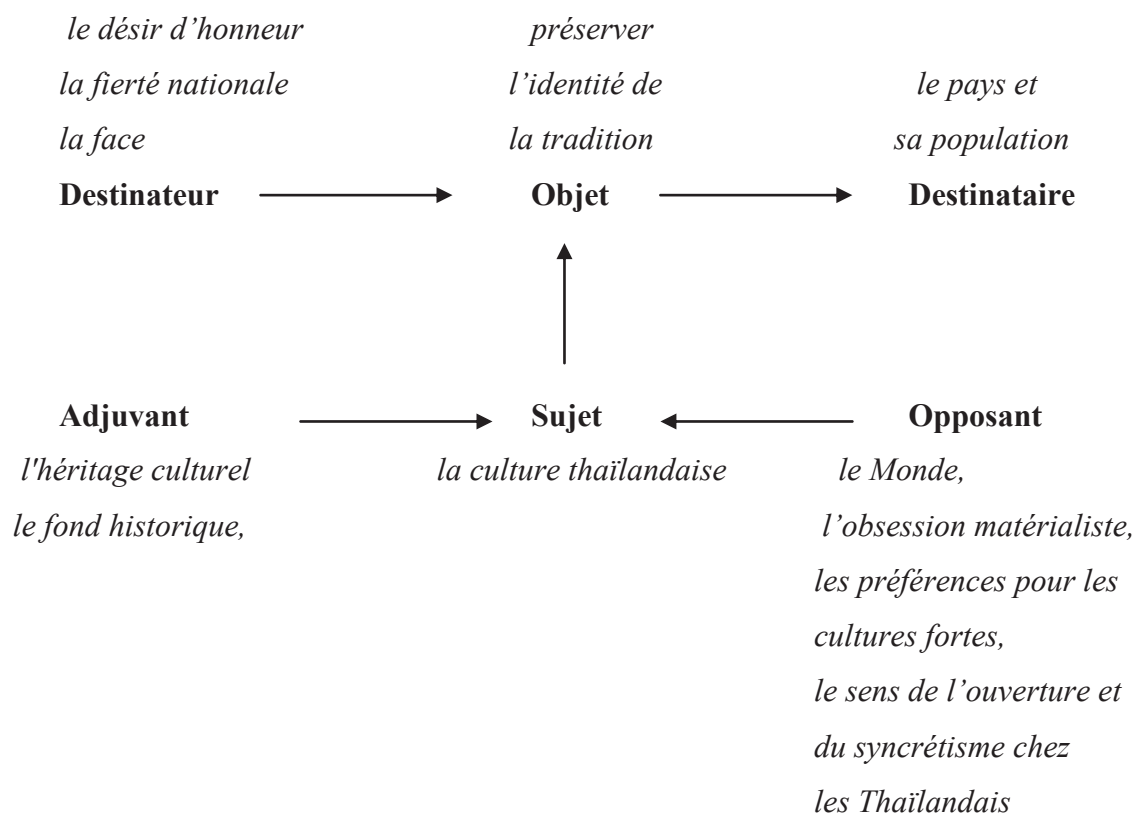 le désir d’honneur préserver
la fierté nationale l’identité de le pays et
la face la tradition sa population
Destinateur Objet Destinataire
Adjuvant Sujet Opposant
l'héritage culturel la culture thaïlandaise le Monde,
le fond historique, l’obsession matérialiste,
les préférences pour les
cultures fortes,
le sens de l’ouverture et
du syncrétisme chez
les Thaïlandais